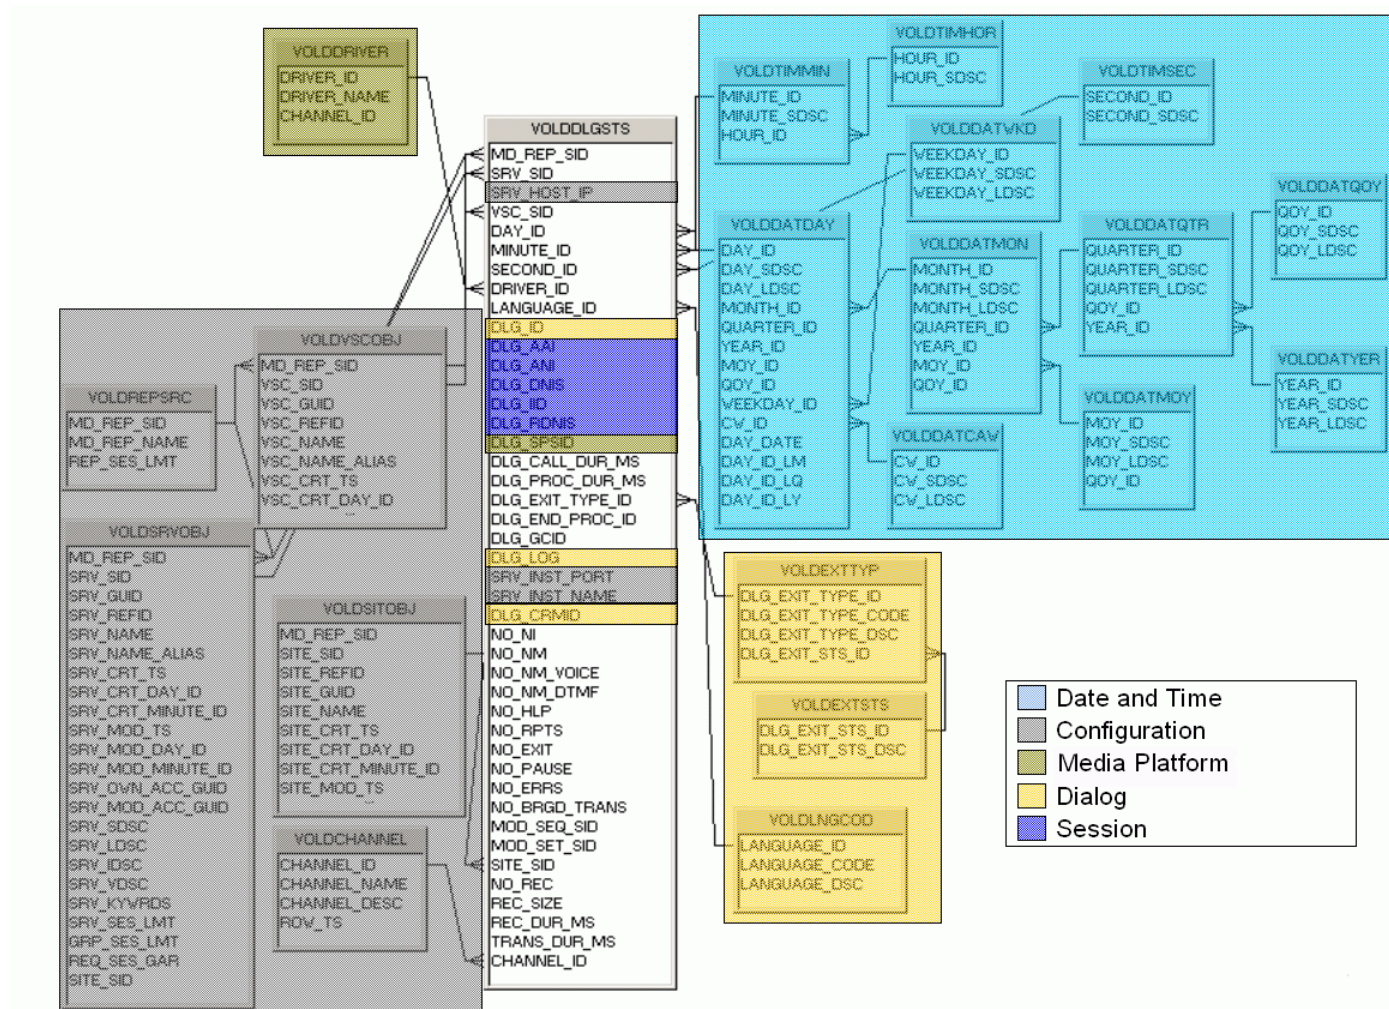 VOLDDRIVER
DRIVER_ID
DRIVER_NAME
CHANNEL_ID
VOLDDLGSTS
MD_REP_SID
SRV_SID
SRV_HOST_IP
VSC_SID
DAY_ID
MINUTE_ID
SECOND_ID
DRIVER_ID
LANGUAGE_ID
DLG_ID
DLG_AAI
DLG_ANI
DLG_DNIS
DLG_IID
DLG_RDNIS
DLG_SPSID
DLG_CALL_DUR_MS
DLG_PROC_DUR_MS
DLG_EXIT_TYPE_ID
DLG_END_PROC_ID
DLG_GCID
DLG_LOG
SRV_INST_PORT
SRV_INST_NAME
DLG_CRMID
NO_NI
NO_NM
NO_NM_VOICE
NO_NM_DTMF
NO_HLP
NO_RPTS
NO_EXIT
NO_PAUSE
NO_ERRS
NO_BRGD_TRANS
MOD_SEQ_SID
MOD_SET_SID
SITE_SID
NO_REC
REC_SIZE
REC_DUR_MS
TRANS_DUR_MS
CHANNEL_ID
VOLDTIMMIN
MINUTE_ID
MINUTE_SDSC
HOUR_ID
VOLDTIMHOR
HOUR_ID
HOUR_SDSC
VOLDTIMSEC
SECOND_ID
SECOND_SDSC
VOLDDATWKD
WEEKDAY_ID
WEEKDAY_SDSC
WEEKDAY_LDSC
VOLDDATDAY
DAY_ID
DAY_SDSC
DAY_LDSC
MONTH_ID
QUARTER_ID
YEAR_ID
MOY_ID
QOY_ID
WEEKDAY_ID
CW_ID
DAY_DATE
DAY_ID_LM
DAY_ID_LQ
DAY_ID_LY
VOLDDATMON
MONTH_ID
MONTH_SDSC
MONTH_LDSC
QUARTER_ID
YEAR_ID
MOY_ID
QOY_ID
VOLDDATQTR
QUARTER_ID
QUARTER_SDSC
QUARTER_LDSC
QOY_ID
YEAR_ID
VOLDDATQOY
QOY_ID
QOY_SDSC
QOY_LDSC
VOLDDATYER
YEAR_ID
YEAR_SDSC
YEAR_LDSC
VOLDDATMOY
MOY_ID
MOY_SDSC
MOY_LDSC
QOY_ID
VOLDDATCAW
CW_ID
CW_SDSC
CW_LDSC
VOLDVSCOBJ
MD_REP_SID
VSC_SID
VSC_GUID
VSC_REFID
VSC_NAME
VSC_NAME_ALIAS
VSC_CRT_TS
VSC_CRT_DAY_ID
...
VOLDREPSRC
MD_REP_SID
MD_REP_NAME
REP_SES_LMT
VOLDSRVOBJ
MD_REP_SID
SRV_SID
SRV_GUID
SRV_REFID
SRV_NAME
SRV_NAME_ALIAS
SRV_CRT_TS
SRV_CRT_DAY_ID
SRV_CRT_MINUTE_ID
SRV_MOD_TS
SRV_MOD_DAY_ID
SRV_MOD_MINUTE_ID
SRV_OWN_ACC_GUID
SRV_MOD_ACC_GUID
SRV_SDSC
SRV_LDSC
SRV_IDSC
SRV_VDSC
SRV_KYWRDS
SRV_SES_LMT
GRP_SES_LMT
REQ_SES_GAR
SITE_SID
VOLDSITOBJ
MD_REP_SID
SITE_SID
SITE_REFID
SITE_GUID
SITE_NAME
SITE_CRT_TS
SITE_CRT_DAY_ID
SITE_CRT_MINUTE_ID
SITE_MOD_TS
...
VOLDCHANNEL
CHANNEL_ID
CHANNEL_NAME
CHANNEL_DESC
ROW_TS
VOLDEXTTYP
DLG_EXIT_TYPE_ID
DLG_EXIT_TYPE_CODE
DLG_EXIT_TYPE_DSC
DLG_EXIT_STS_ID
VOLDEXTSTS
DLG_EXIT_STS_ID
DLG_EXIT_STS_DSC
VOLDLNGCOD
LANGUAGE_ID
LANGUAGE_CODE
LANGUAGE_DSC
Date and Time
Configuration
Media Platform
Dialog
Session